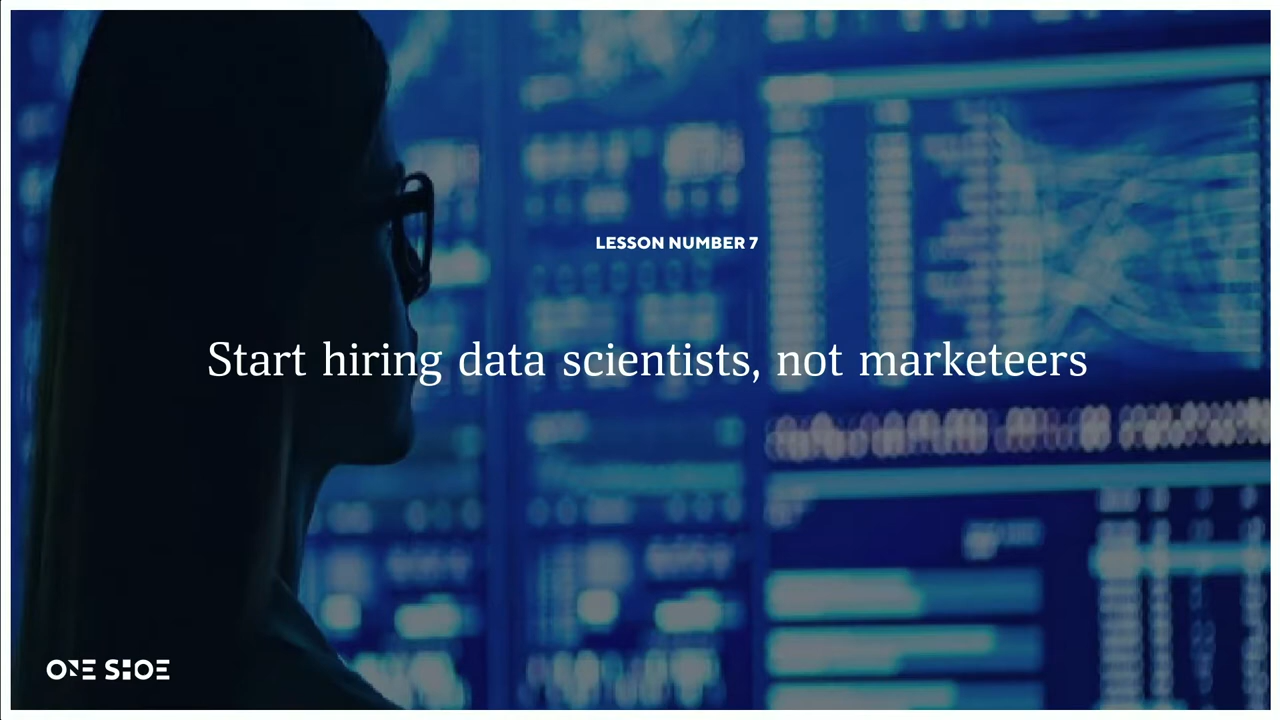 LESSON NUMBER 7
Start hiring data scientists, not marketeers
ONE SHOE